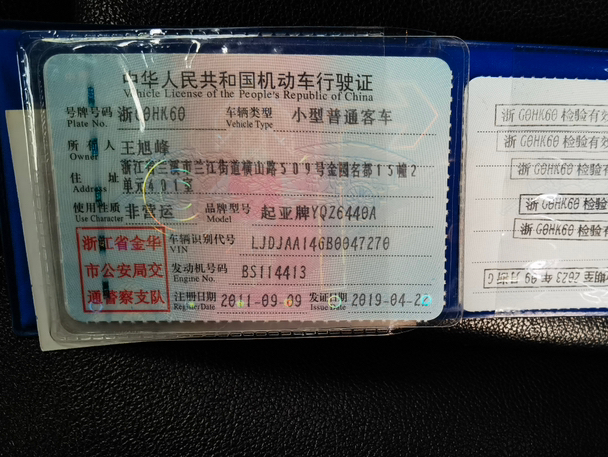 中华人民共和国机动车行驶证
Vehicle License of the People's Republic of China
号牌号码 浙G0HK60 车辆类型 小型普通客车
Plate No. Vehicle Type
所有人 王旭峰
Owner
住址 浙江省兰溪市兰江街道横山路509号金园名都15幢2
Address 单元401室
使用性质 非营运 品牌型号 起亚牌YQZ6440A
Use Character Model
浙江省金华
市公安局交
通警察支队
车辆识别代号 LJDJAA146B0047270
VIN
发动机号码 BS114413
Engine No.
注册日期 2011-09-09 发证日期 2019-04-22
Register Date Issue Date
浙G0HK60 检验有效
浙G0HK60 检验有效
浙G0HK60 检验有效
浙G0HK60 检验
浙G0HK60 检验